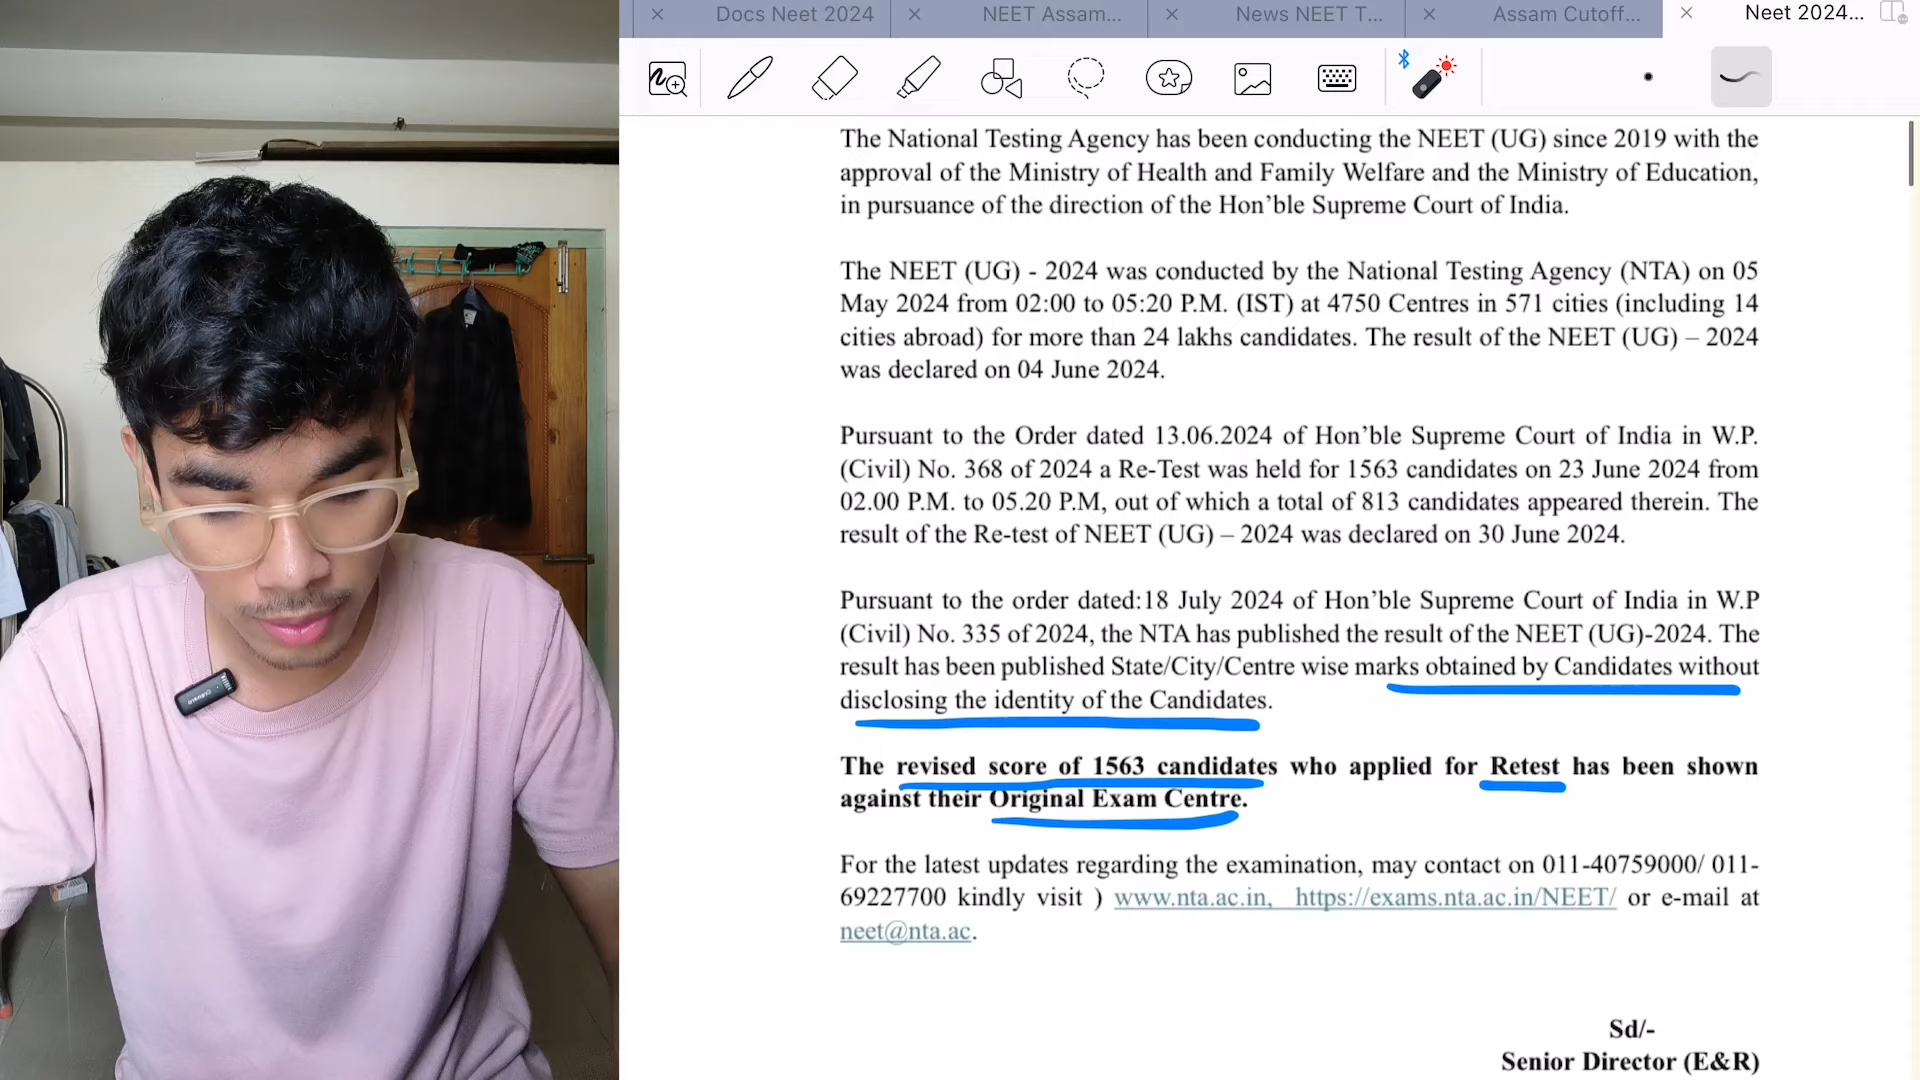 Docs Neet 2024
NEET Assam...
News NEET T...
Assam Cutoff...
Neet 2024...
The National Testing Agency has been conducting the NEET (UG) since 2019 with the
approval of the Ministry of Health and Family Welfare and the Ministry of Education,
in pursuance of the direction of the Hon'ble Supreme Court of India.
The NEET (UG) - 2024 was conducted by the National Testing Agency (NTA) on 05
May 2024 from 02:00 to 05:20 P.M. (IST) at 4750 Centres in 571 cities (including 14
cities abroad) for more than 24 lakhs candidates. The result of the NEET (UG) – 2024
was declared on 04 June 2024.
Pursuant to the Order dated 13.06.2024 of Hon'ble Supreme Court of India in W.P.
(Civil) No. 368 of 2024 a Re-Test was held for 1563 candidates on 23 June 2024 from
02.00 P.M. to 05.20 P.M, out of which a total of 813 candidates appeared therein. The
result of the Re-test of NEET (UG) – 2024 was declared on 30 June 2024.
Pursuant to the order dated:18 July 2024 of Hon'ble Supreme Court of India in W.P
(Civil) No. 335 of 2024, the NTA has published the result of the NEET (UG)-2024. The
result has been published State/City/Centre wise marks obtained by Candidates without
disclosing the identity of the Candidates.
The revised score of 1563 candidates who applied for Retest has been shown
against their Original Exam Centre.
For the latest updates regarding the examination, may contact on 011-40759000/ 011-
69227700 kindly visit ) www.nta.ac.in, https://exams.nta.ac.in/NEET/ or e-mail at
neet@nta.ac.
Sd/-
Senior Director (E&R)